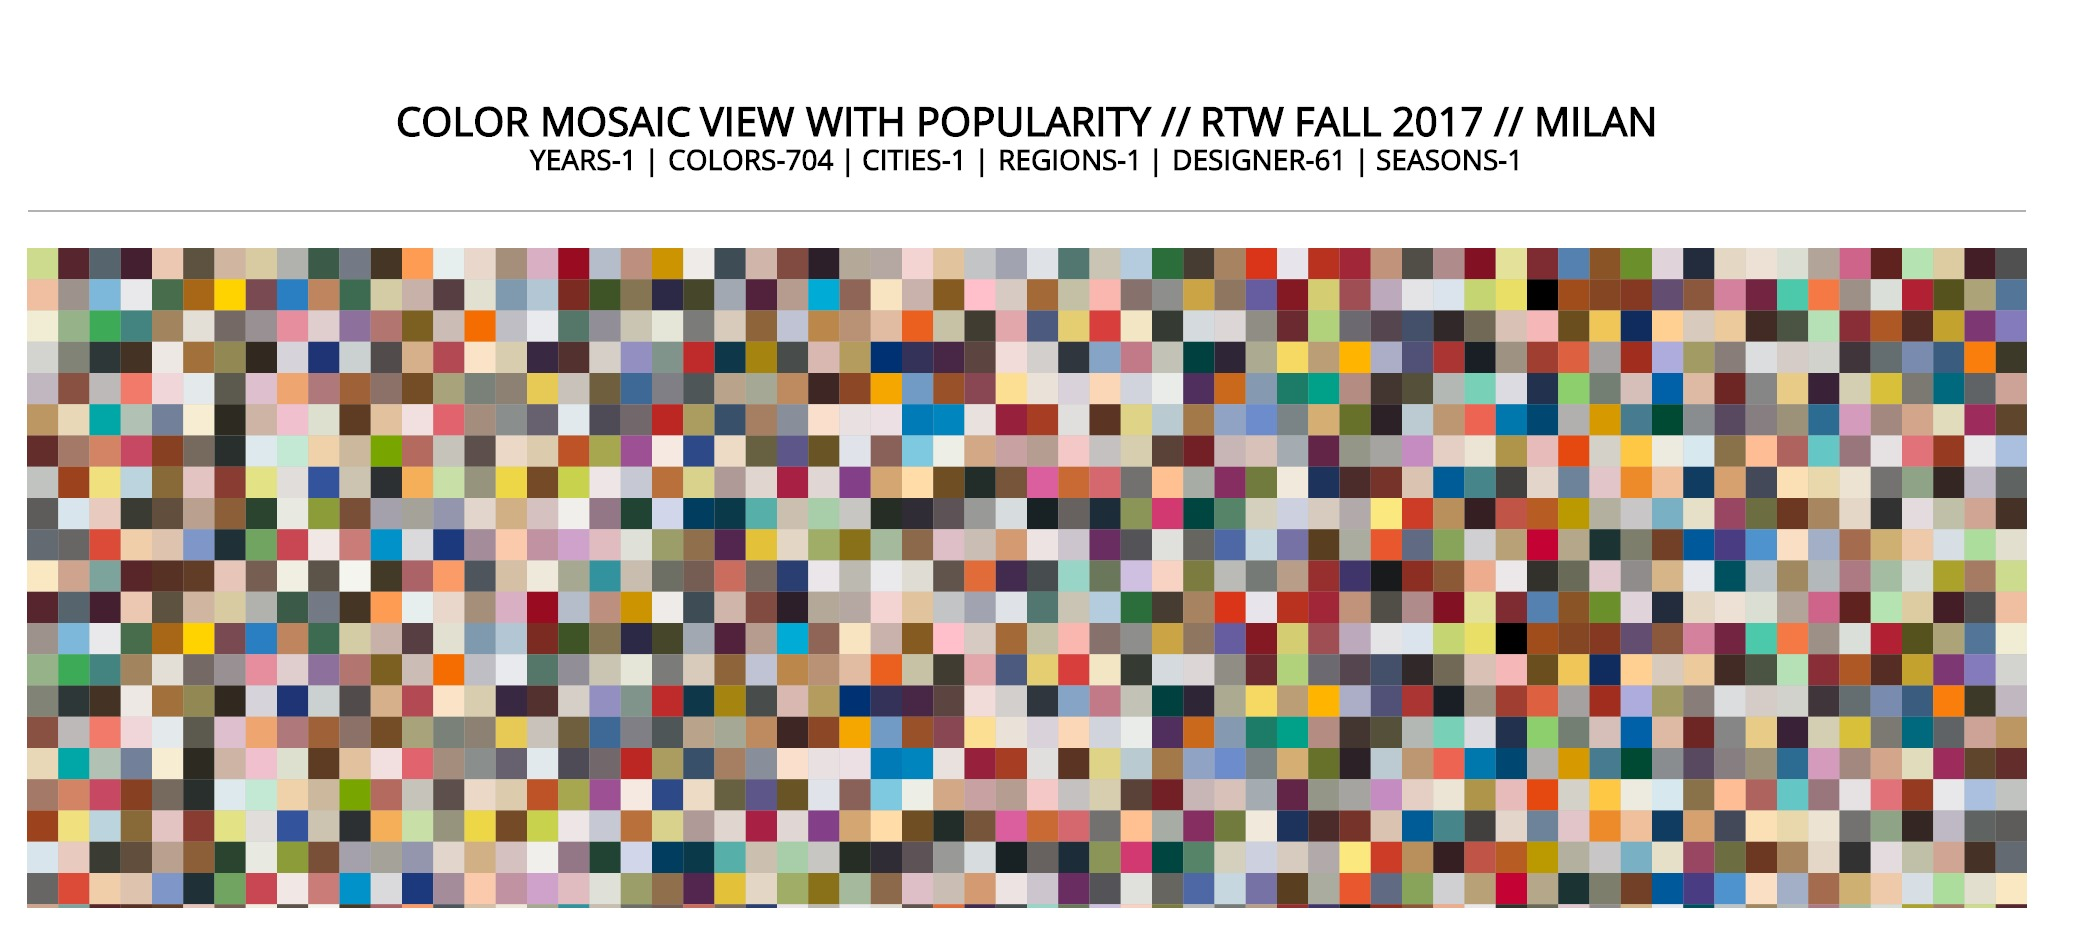 COLOR MOSAIC VIEW WITH POPULARITY // RTW FALL 2017 // MILAN
YEARS-1 | COLORS-704 | CITIES-1 | REGIONS-1 | DESIGNER-61 | SEASONS-1